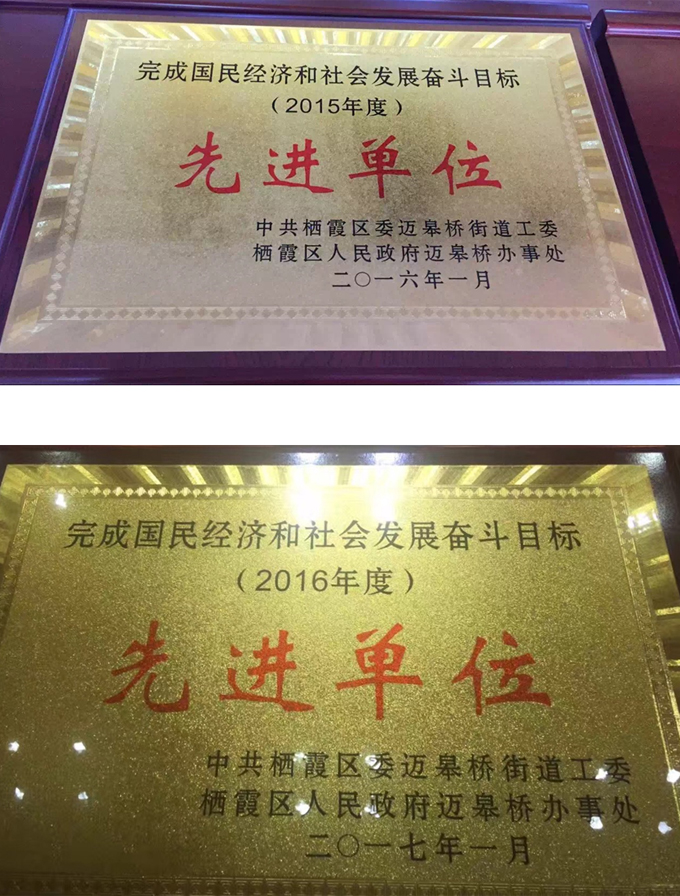 完成国民经济和社会发展奋斗目标
（2015年度）
先进单位
中共栖霞区委迈皋桥街道工委
栖霞区人民政府迈皋桥办事处
二〇一六年一月
完成国民经济和社会发展奋斗目标
（2016年度）
先进单位
中共栖霞区委迈皋桥街道工委
栖霞区人民政府迈皋桥办事处
二〇一七年一月